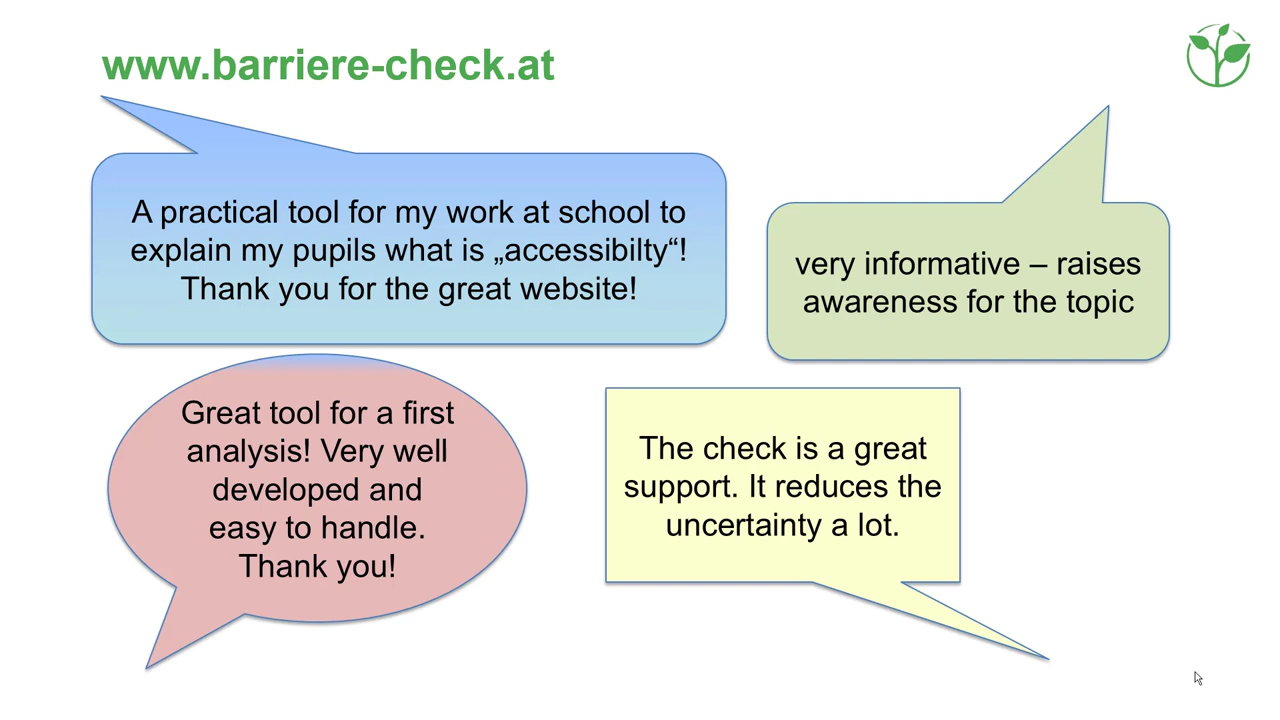 www.barriere-check.at
A practical tool for my work at school to
explain my pupils what is „accessibilty“!
Thank you for the great website!
very informative – raises
awareness for the topic
Great tool for a first
analysis! Very well
developed and
easy to handle.
Thank you!
The check is a great
support. It reduces the
uncertainty a lot.